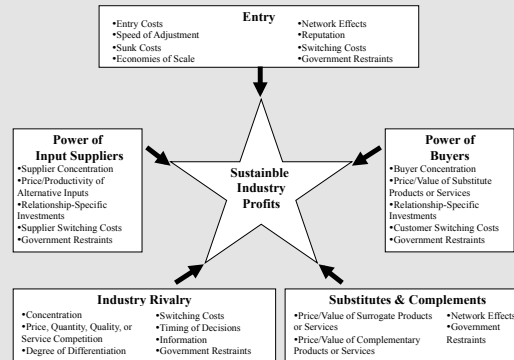 Entry
•Entry Costs
•Speed of Adjustment
•Sunk Costs
•Economies of Scale
•Network Effects
•Reputation
•Switching Costs
•Government Restraints
Power of
Input Suppliers
•Supplier Concentration
•Price/Productivity of
Alternative Inputs
•Relationship-Specific
Investments
•Supplier Switching Costs
•Government Restraints
Sustainble
Industry
Profits
Power of
Buyers
•Buyer Concentration
•Price/Value of Substitute
Products or Services
•Relationship-Specific
Investments
•Customer Switching Costs
•Government Restraints
Industry Rivalry
•Concentration
•Price, Quantity, Quality, or
Service Competition
•Degree of Differentiation
•Switching Costs
•Timing of Decisions
•Information
•Government Restraints
Substitutes & Complements
•Price/Value of Surrogate Products
or Services
•Price/Value of Complementary
Products or Services
•Network Effects
•Government
Restraints